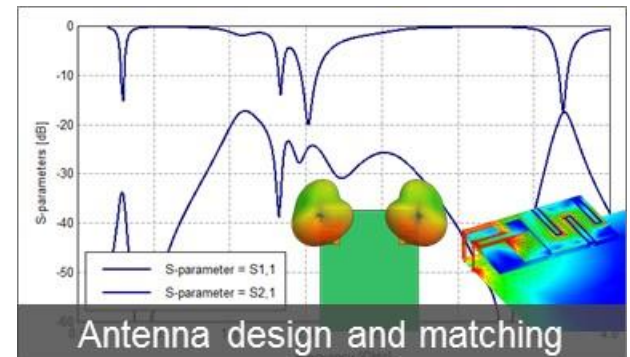 0
-10
-20
-30
-40
-50
S-parameters [dB]
S-parameter = S1,1
S-parameter = S2,1
Antenna design and matching